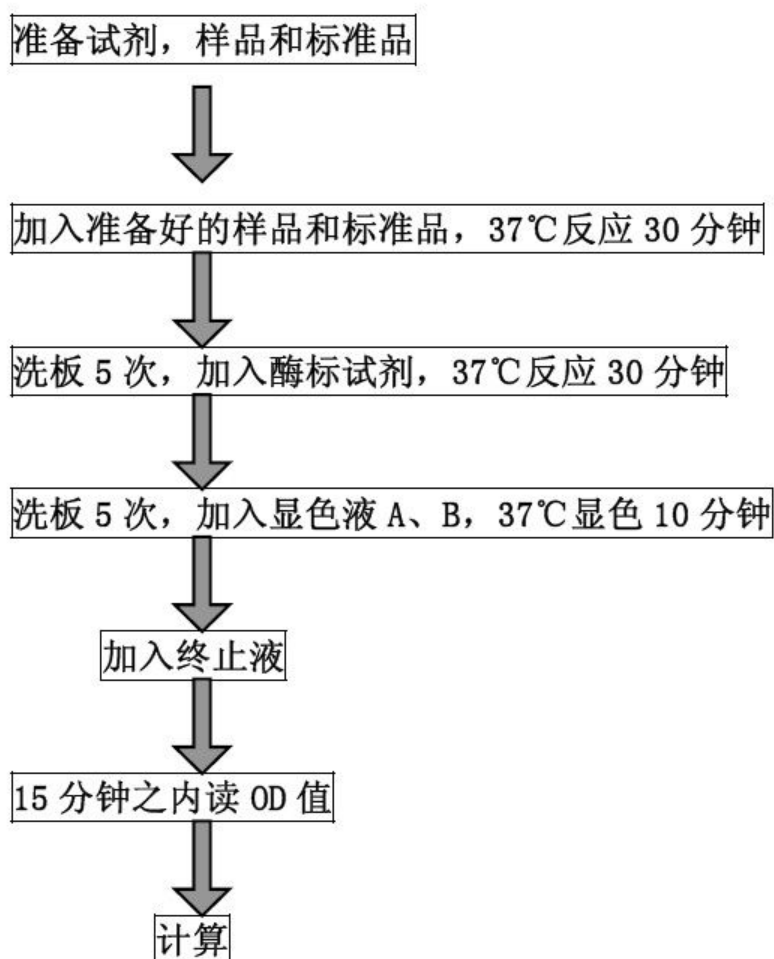 准备试剂，样品和标准品
加入准备好的样品和标准品，37℃反应 30 分钟
洗板 5 次，加入酶标试剂，37℃反应 30 分钟
洗板 5 次，加入显色液 A、B，37℃显色 10 分钟
加入终止液
15 分钟之内读 OD 值
计算